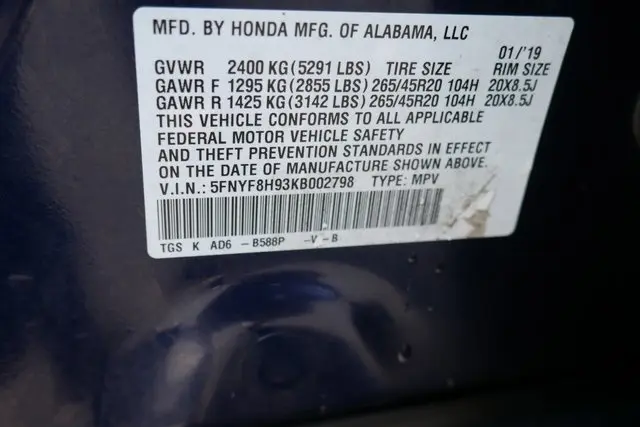 MFD. BY HONDA MFG. OF ALABAMA, LLC
01/'19
GVWR 2400 KG (5291 LBS) TIRE SIZE RIM SIZE
GAWR F 1295 KG (2855 LBS) 265/45R20 104H 20X8.5J
GAWR R 1425 KG (3142 LBS) 265/45R20 104H 20X8.5J
THIS VEHICLE CONFORMS TO ALL APPLICABLE
FEDERAL MOTOR VEHICLE SAFETY
AND THEFT PREVENTION STANDARDS IN EFFECT
ON THE DATE OF MANUFACTURE SHOWN ABOVE.
V.I.N.: 5FNYF8H93KB002798 TYPE: MPV
TGS K AD6 - B588P -V-B